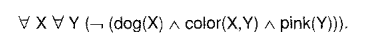 ∀ X ∀ Y (¬ (dog(X) ∧ color(X,Y) ∧ pink(Y))).